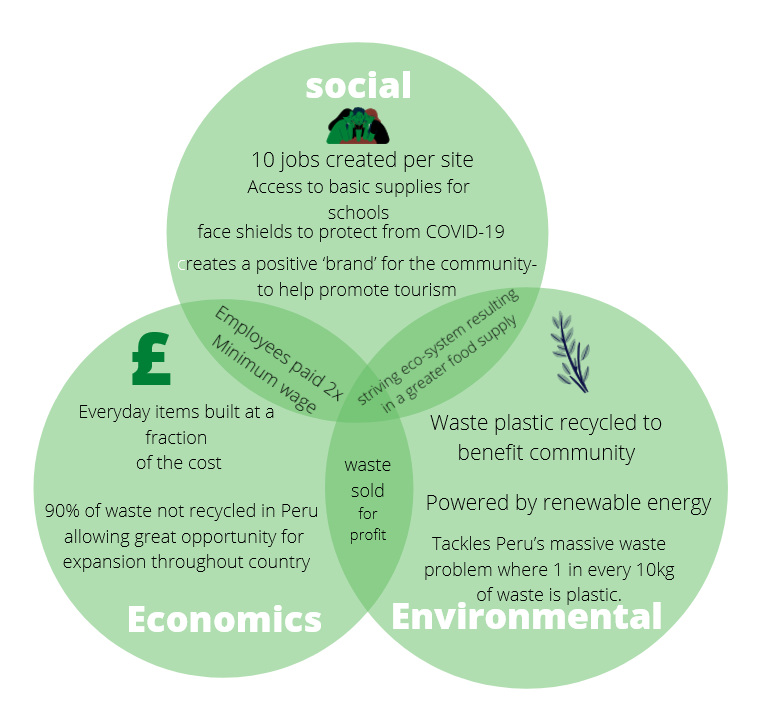 social
10 jobs created per site
Access to basic supplies for
schools
face shields to protect from COVID-19
creates a positive ‘brand’ for the community-
to help promote tourism
Employees paid 2x
Minimum wage
striving eco-system resulting
in a greater food supply
£
Everyday items built at a
fraction
of the cost
90% of waste not recycled in Peru
allowing great opportunity for
expansion throughout country
Economics
waste
sold
for
profit
Waste plastic recycled to
benefit community
Powered by renewable energy
Tackles Peru’s massive waste
problem where 1 in every 10kg
of waste is plastic.
Environmental